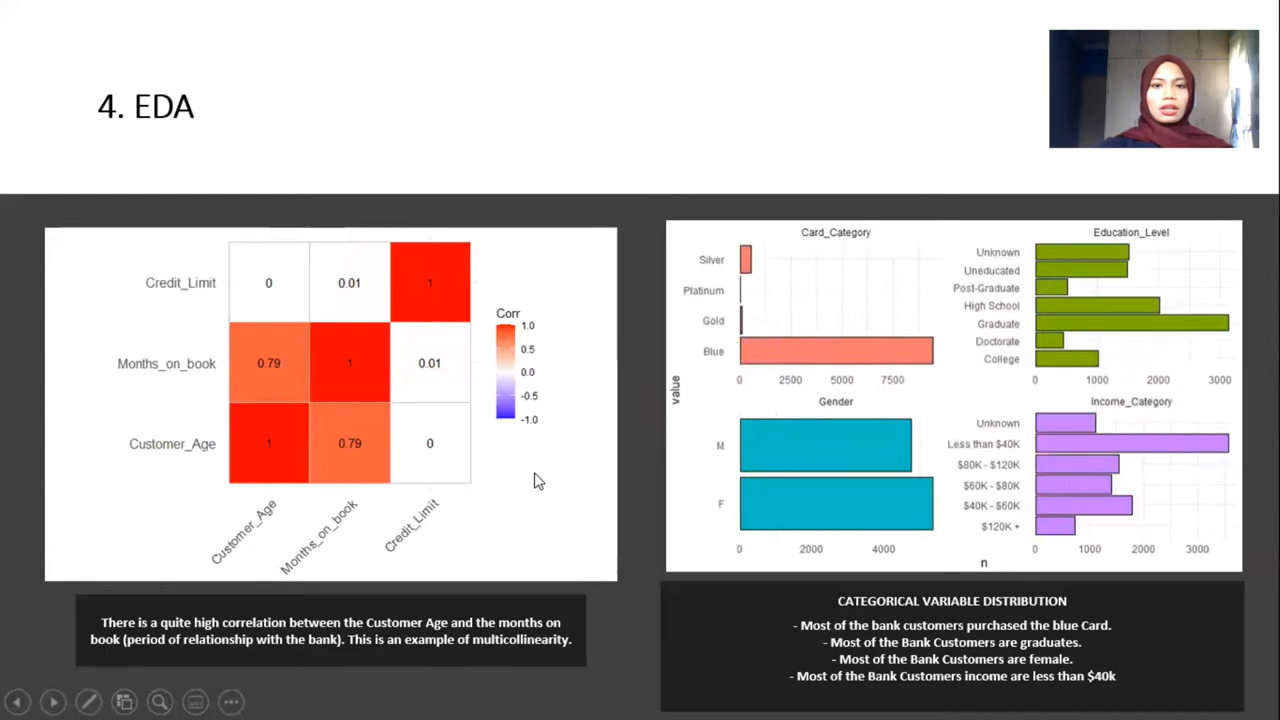 4. EDA
Credit_Limit
0
0.01
1
Months_on_book
0.79
1
0.01
Customer_Age
1
0.79
0
Customer_Age
Months_on_book
Credit_Limit
Corr
1.0
0.5
0.0
-0.5
-1.0
There is a quite high correlation between the Customer Age and the months on
book (period of relationship with the bank). This is an example of multicollinearity.
Card_Category
Silver
Platinum
Gold
Blue
0
2500
5000
7500
Education_Level
Unknown
Uneducated
Post-Graduate
High School
Graduate
Doctorate
College
0
1000
2000
3000
value
Gender
M
F
0
2000
4000
Income_Category
Unknown
Less than $40K
$80K - $120K
$60K - $80K
$40K - $60K
$120K +
0
1000
2000
3000
n
CATEGORICAL VARIABLE DISTRIBUTION
- Most of the bank customers purchased the blue Card.
- Most of the Bank Customers are graduates.
- Most of the Bank Customers are female.
- Most of the Bank Customers income are less than $40k